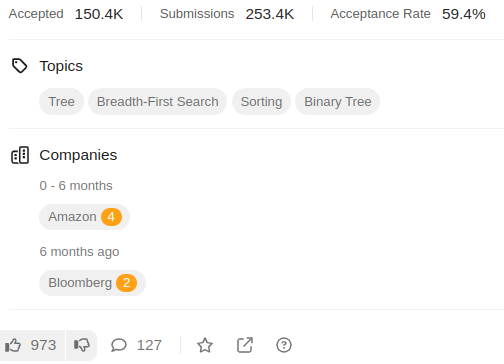 Accepted 150.4K Submissions 253.4K Acceptance Rate 59.4%
Topics
Tree Breadth-First Search Sorting Binary Tree
Companies
0 - 6 months
Amazon 4
6 months ago
Bloomberg 2
973 127